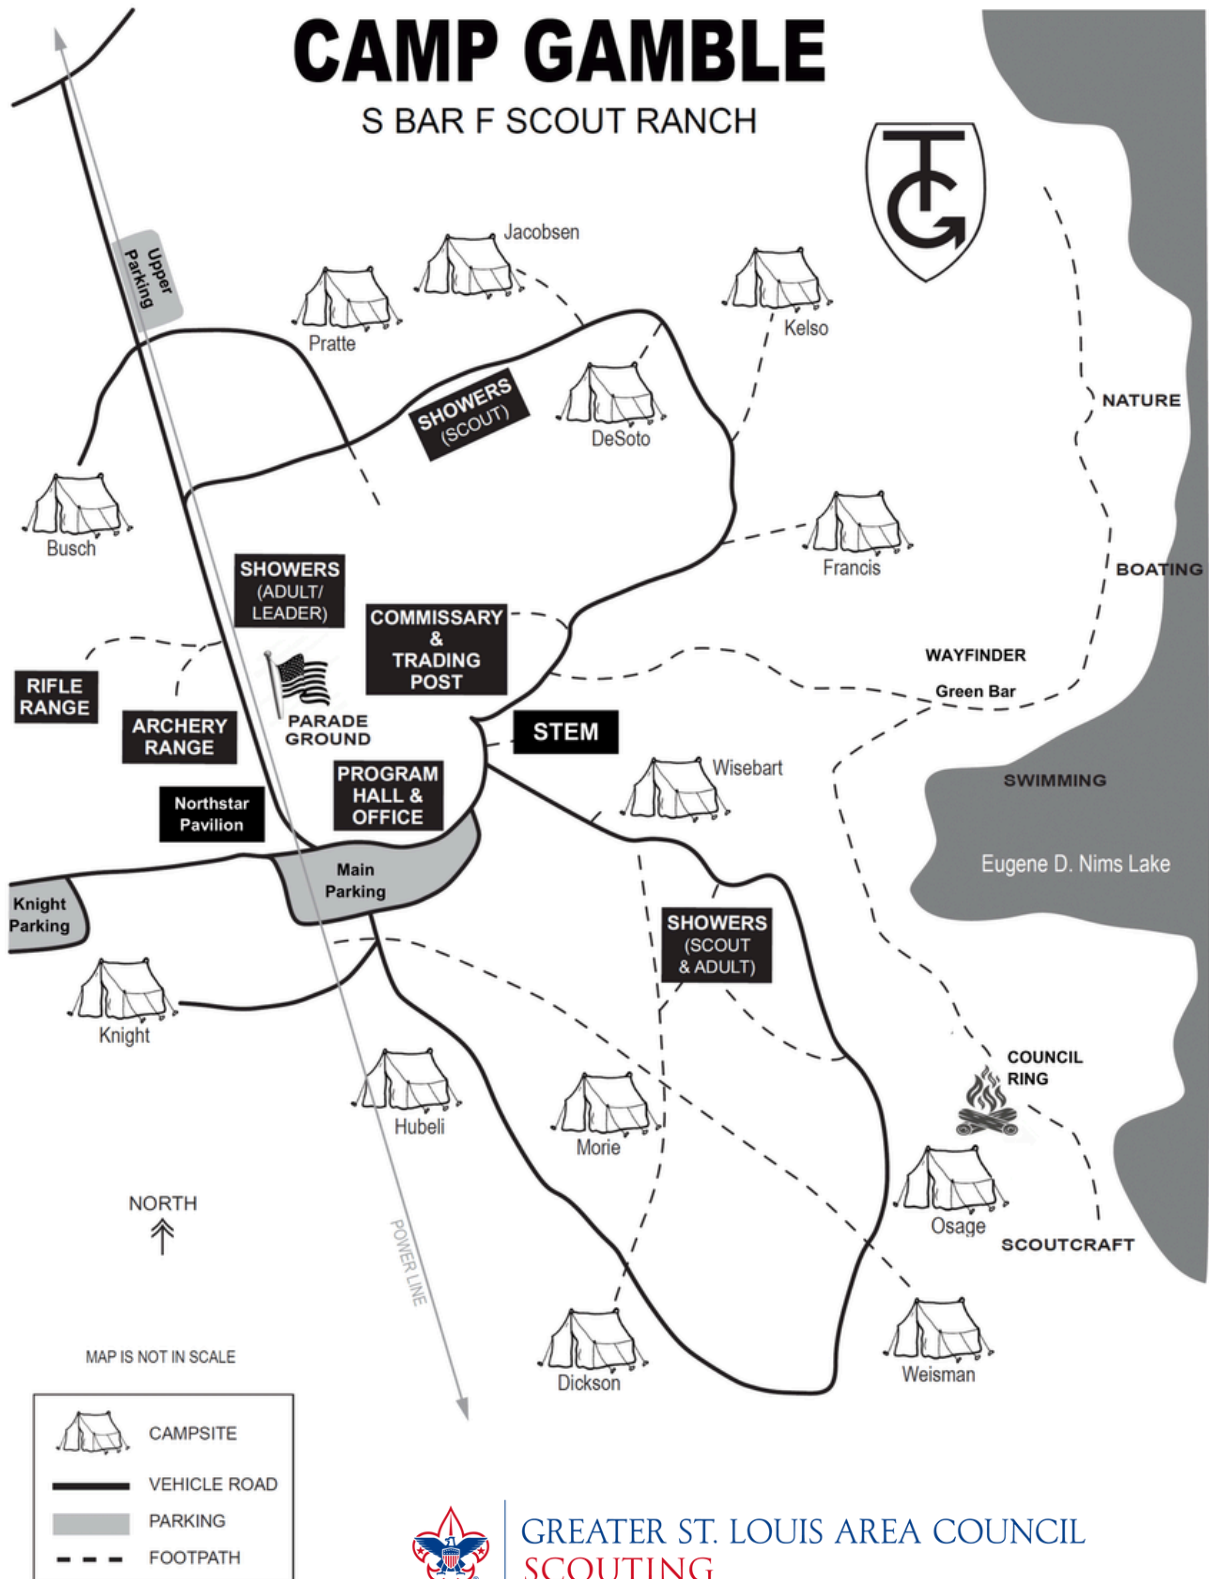 CAMP GAMBLE
S BAR F SCOUT RANCH
TG
Upper
Parking
Jacobsen
Pratte
Kelso
SHOWERS
(SCOUT)
DeSoto
NATURE
Busch
Francis
BOATING
SHOWERS
(ADULT/
LEADER)
COMMISSARY
&
TRADING
POST
WAYFINDER
Green Bar
RIFLE
RANGE
ARCHERY
RANGE
PARADE
GROUND
STEM
PROGRAM
HALL &
OFFICE
Wisebart
SWIMMING
Northstar
Pavilion
Eugene D. Nims Lake
Main
Parking
Knight
Parking
SHOWERS
(SCOUT
& ADULT)
Knight
COUNCIL
RING
Hubeli
Morie
NORTH
Osage
SCOUTCRAFT
POWER LINE
MAP IS NOT IN SCALE
Dickson
Weisman
CAMPSITE
VEHICLE ROAD
PARKING
FOOTPATH
GREATER ST. LOUIS AREA COUNCIL
SCOUTING